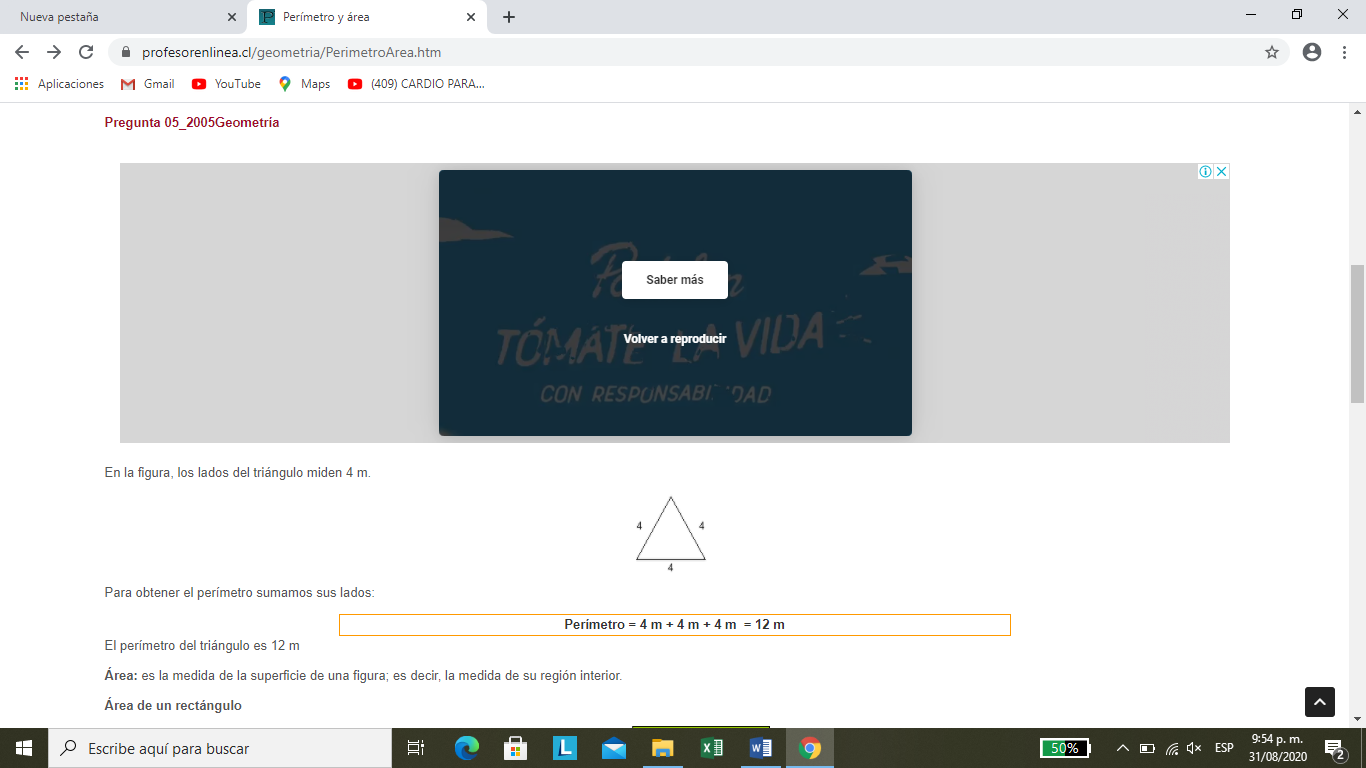 Nueva pestaña
Perímetro y área
profesorenlinea.cl/geometria/PerimetroArea.htm
Aplicaciones
Gmail
YouTube
Maps
(409) CARDIO PARA...
Pregunta 05_2005Geometría
Saber más
TÓMATE LA VIDA
Volver a reproducir
CON
En la figura, los lados del triángulo miden 4 m.
4 4
4
Para obtener el perímetro sumamos sus lados:
Perímetro = 4 m + 4 m + 4 m = 12 m
El perímetro del triángulo es 12 m
Área: es la medida de la superficie de una figura; es decir, la medida de su región interior.
Área de un rectángulo
Escribe aquí para buscar
50%
ESP
9:54 p. m.
31/08/2020
2